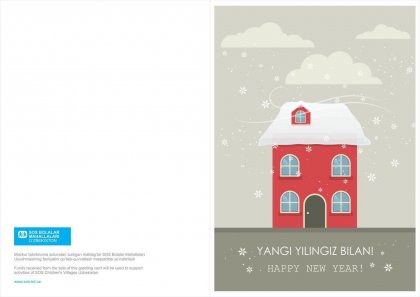 SOS BOLALAR
MAHALLALARI
O'ZBEKISTON
Funds received from the sale of this greeting card will be used to support
activities of SOS Children's Villages Uzbekistan.
YANGI YILINGIZ BILAN!
HAPPY NEW YEAR!